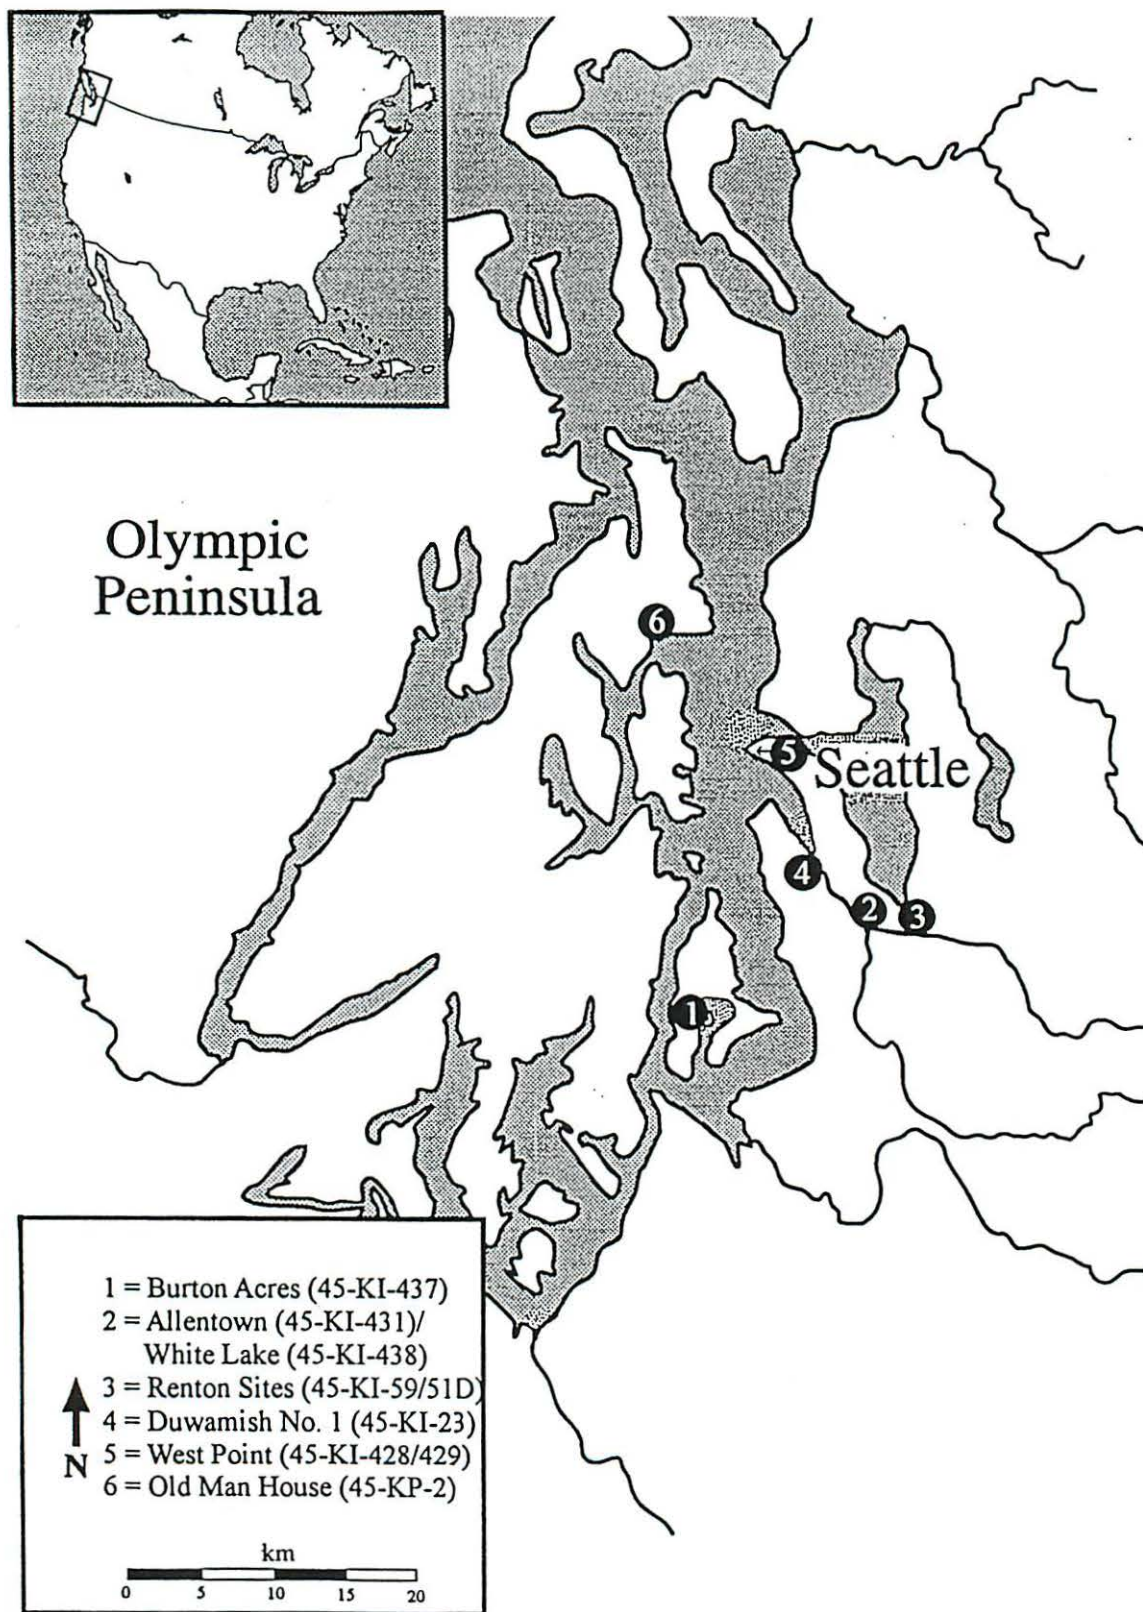 Olympic
Peninsula
6
5
Seattle
4
2
3
1
1 = Burton Acres (45-KI-437)
2 = Allentown (45-KI-431)/
White Lake (45-KI-438)
3 = Renton Sites (45-KI-59/51D)
4 = Duwamish No. 1 (45-KI-23)
5 = West Point (45-KI-428/429)
6 = Old Man House (45-KP-2)
N
km
0 5 10 15 20